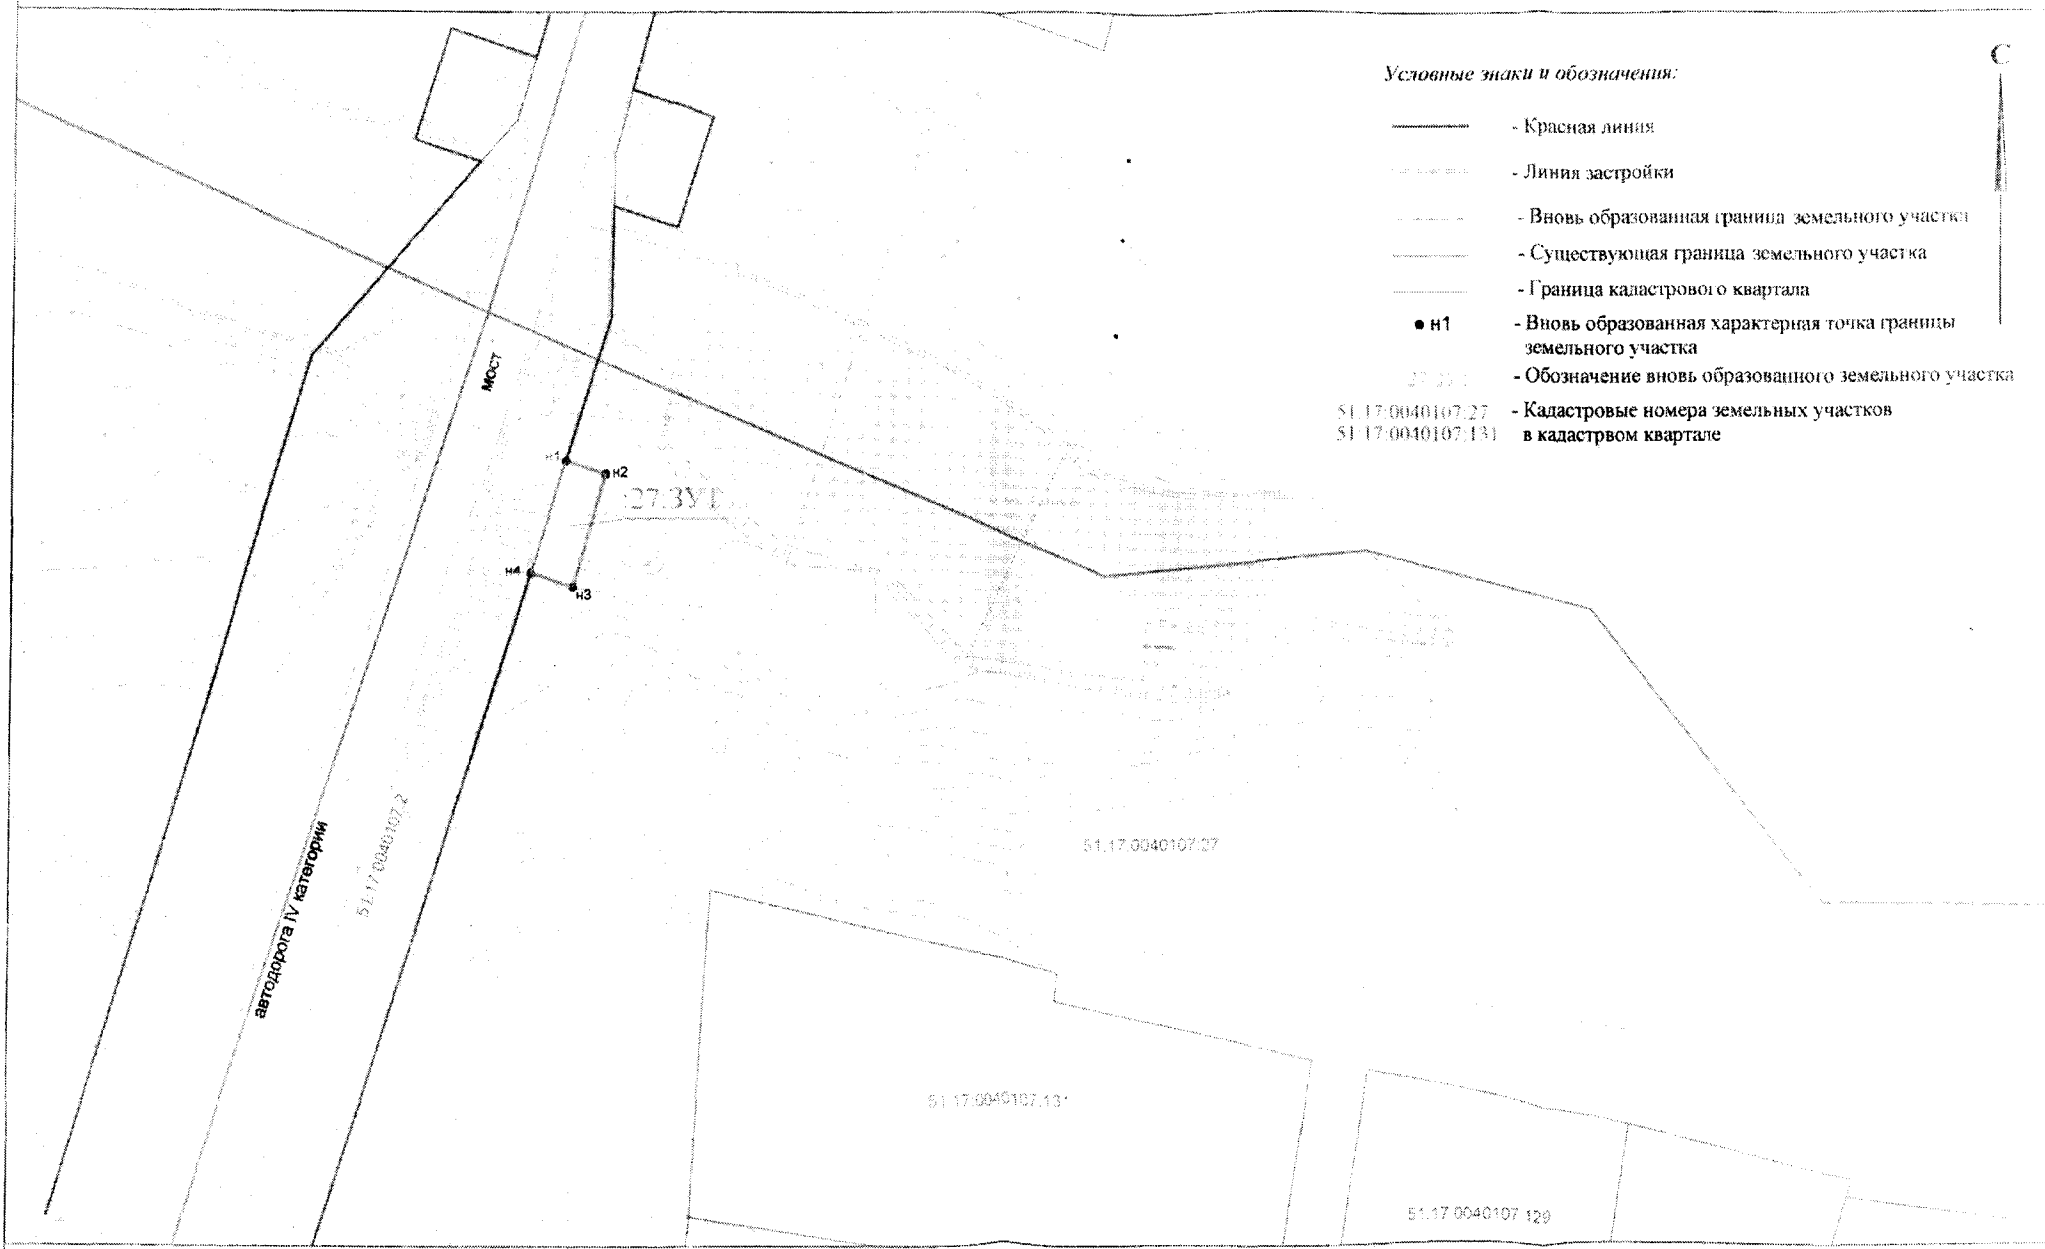 Условные знаки и обозначения:
С
- Красная линия
- Линия застройки
- Вновь образованная граница земельного участка
- Существующая граница земельного участка
- Граница кадастрового квартала
н1 - Вновь образованная характерная точка границы
земельного участка
- Обозначение вновь образованного земельного участка
51:17:0040107:27 - Кадастровые номера земельных участков
51:17:0040107:131 в кадастрвом квартале
мост
н1
н2
:27:ЗУ1
н4
н3
51:17:0040107:2
автодорога IV категории
51:17:0040107:27
51:17:0040107:131
51:17:0040107:129